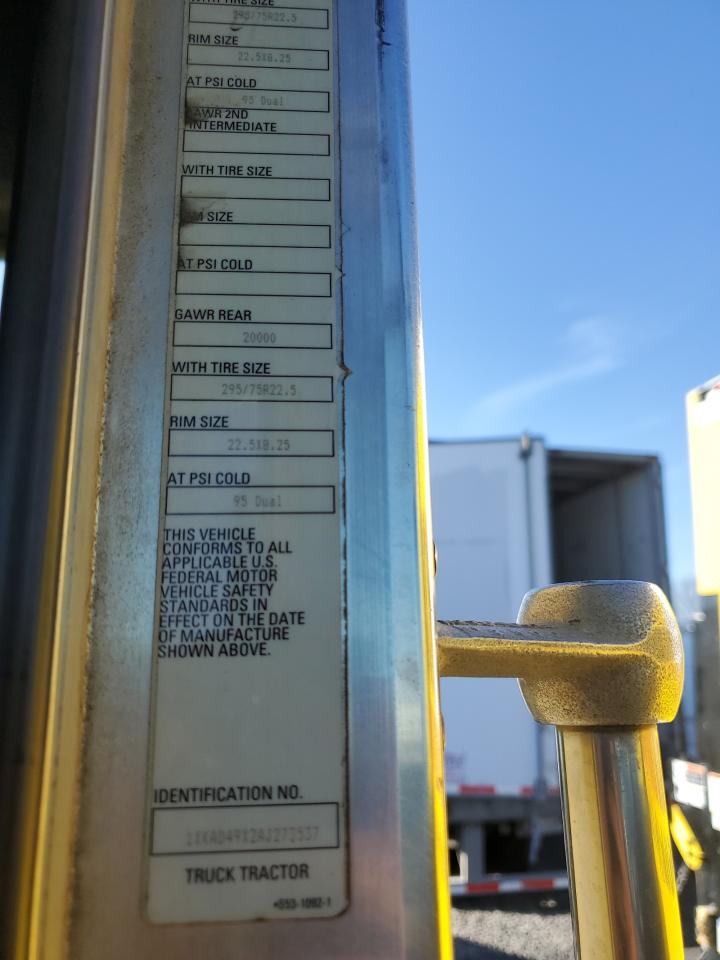 WITH TIRE SIZE
295/75R22.5
RIM SIZE
22.5X8.25
AT PSI COLD
95 Dual
GAWR 2ND
INTERMEDIATE
WITH TIRE SIZE
RIM SIZE
AT PSI COLD
GAWR REAR
20000
WITH TIRE SIZE
295/75R22.5
RIM SIZE
22.5X8.25
AT PSI COLD
95 Dual
THIS VEHICLE
CONFORMS TO ALL
APPLICABLE U.S.
FEDERAL MOTOR
VEHICLE SAFETY
STANDARDS IN
EFFECT ON THE DATE
OF MANUFACTURE
SHOWN ABOVE.
IDENTIFICATION NO.
TRUCK TRACTOR